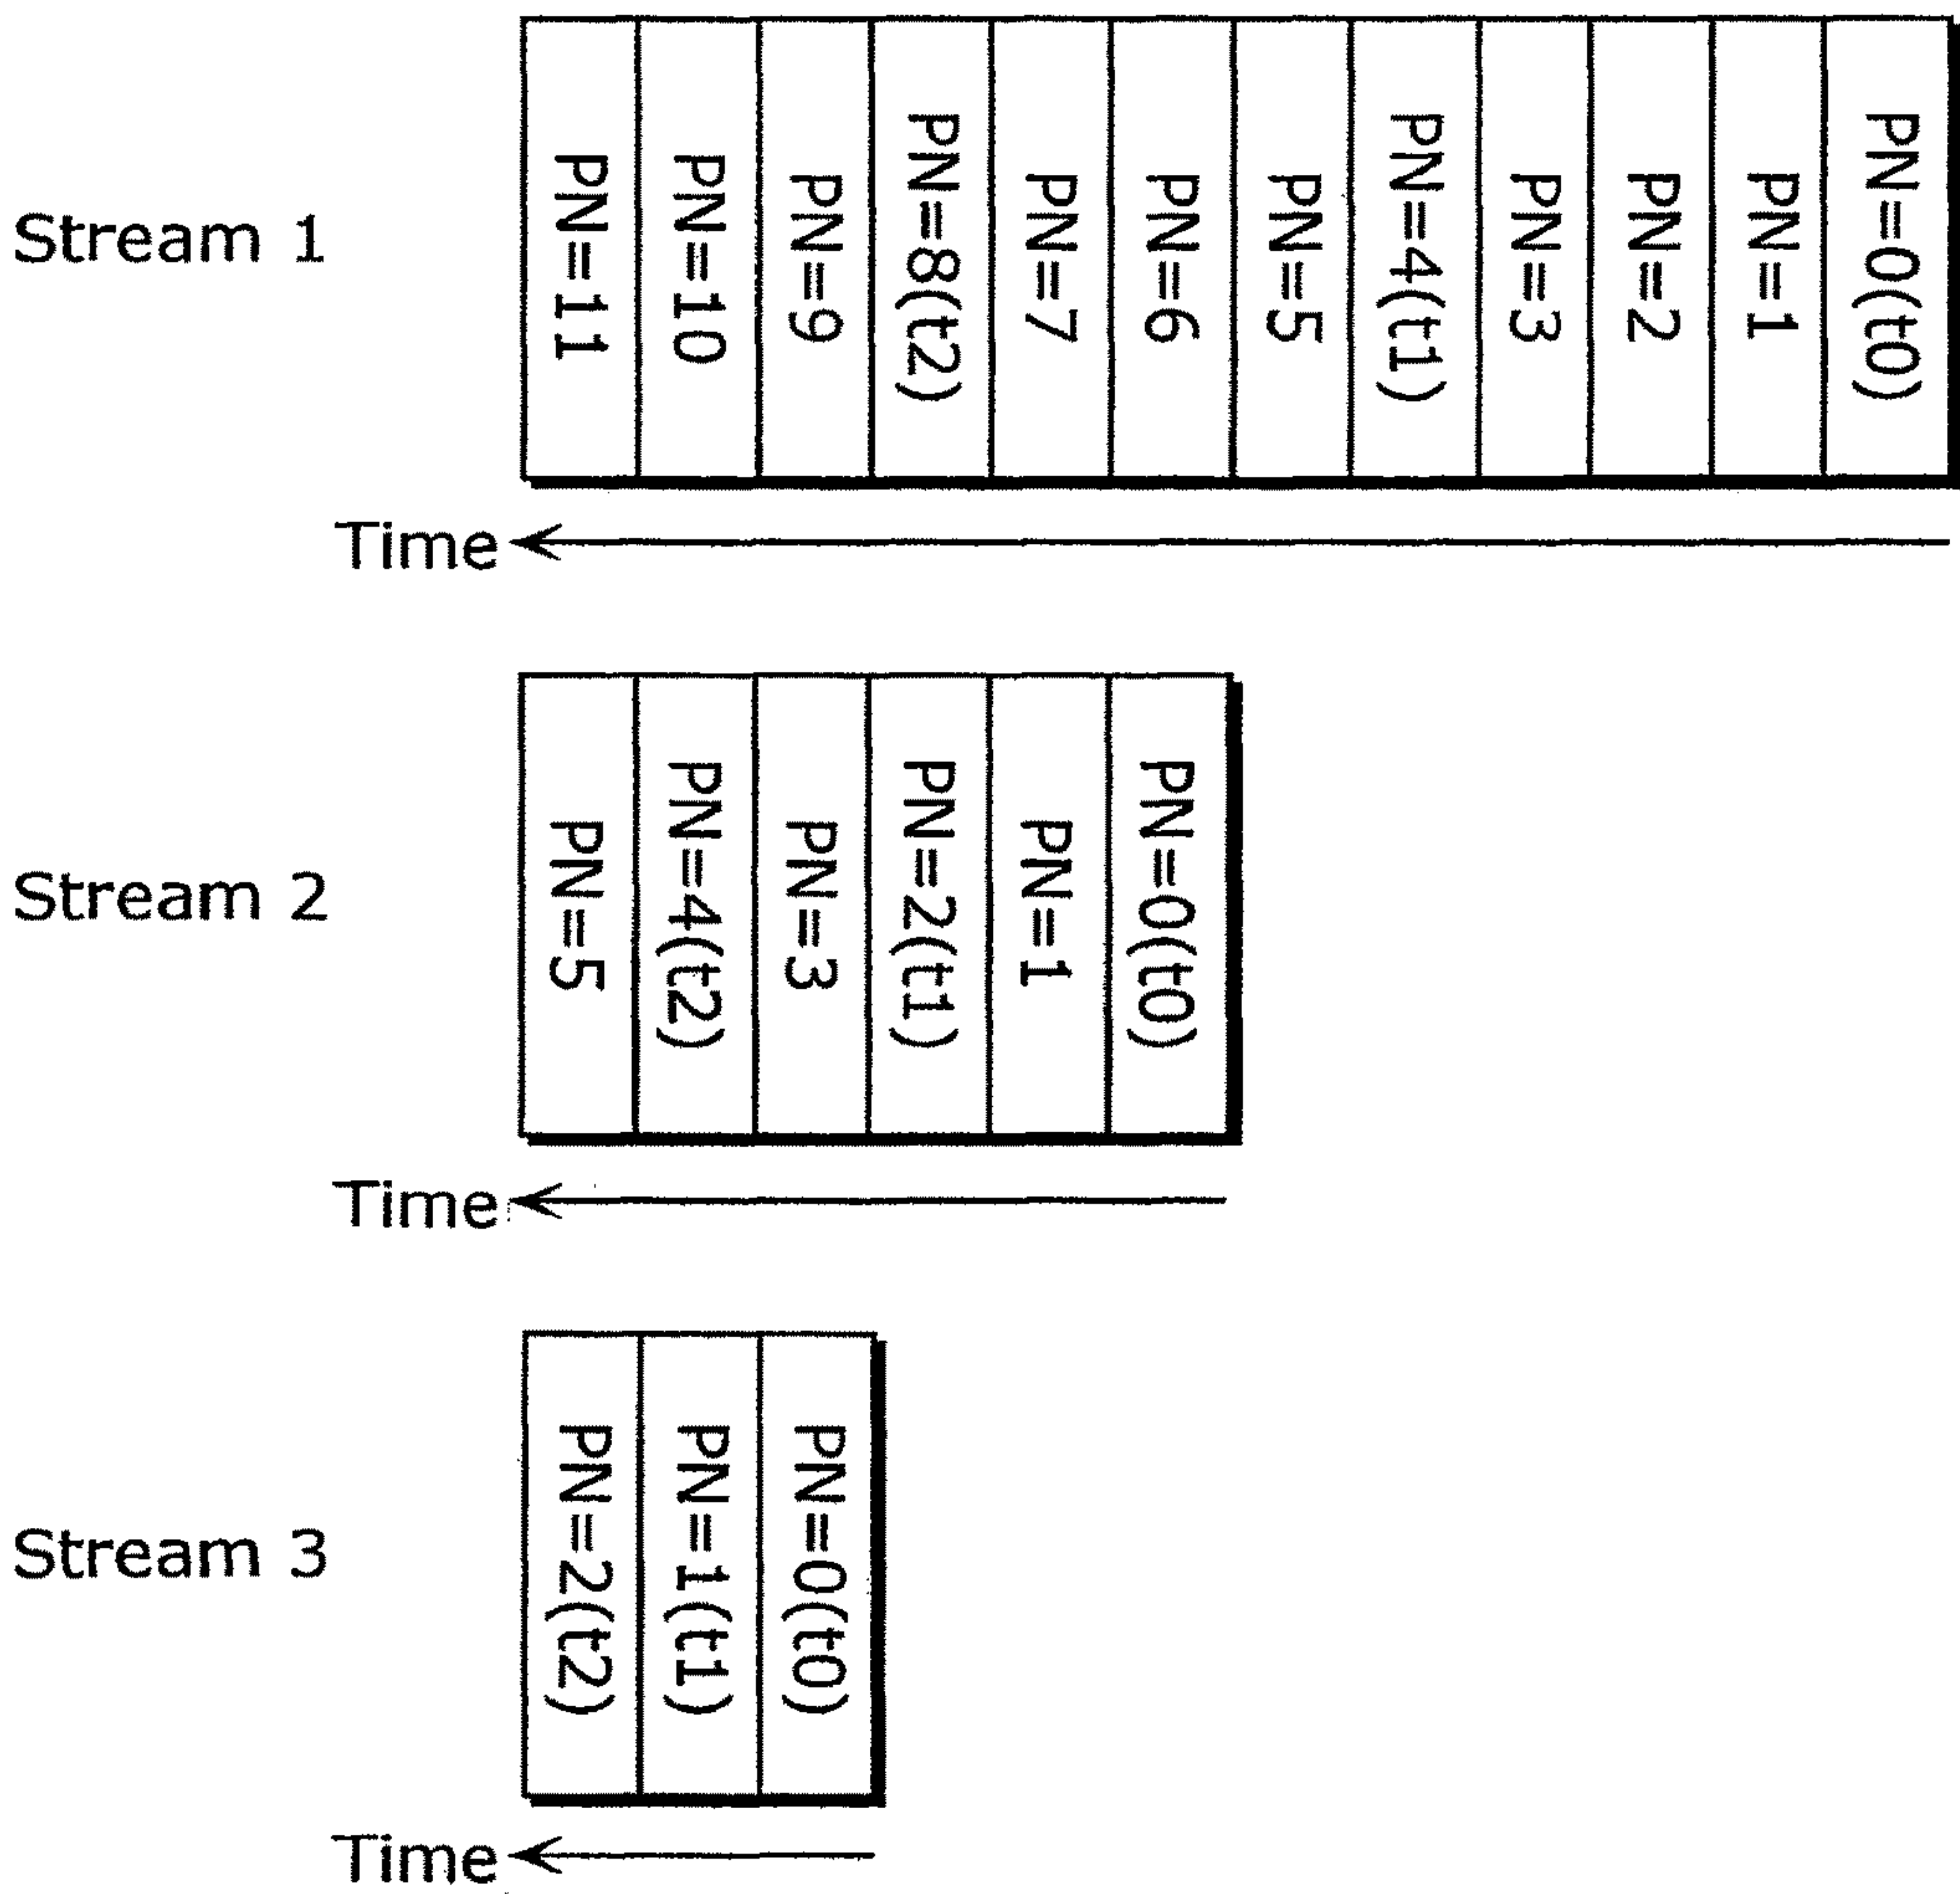 Stream 1
PN=11
PN=10
PN=9
PN=8(t2)
PN=7
PN=6
PN=5
PN=4(t1)
PN=3
PN=2
PN=1
PN=0(t0)
Time
Stream 2
PN=5
PN=4(t2)
PN=3
PN=2(t1)
PN=1
PN=0(t0)
Time
Stream 3
PN=2(t2)
PN=1(t1)
PN=0(t0)
Time